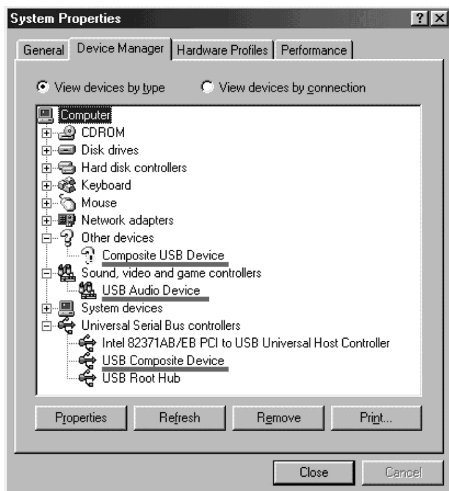 System Properties
General Device Manager Hardware Profiles Performance
View devices by type View devices by connection
Computer
CDROM
Disk drives
Hard disk controllers
Keyboard
Mouse
Network adapters
Other devices
Composite USB Device
Sound, video and game controllers
USB Audio Device
System devices
Universal Serial Bus controllers
Intel 82371AB/EB PCI to USB Universal Host Controller
USB Composite Device
USB Root Hub
Properties Refresh Remove Print...
Close Cancel